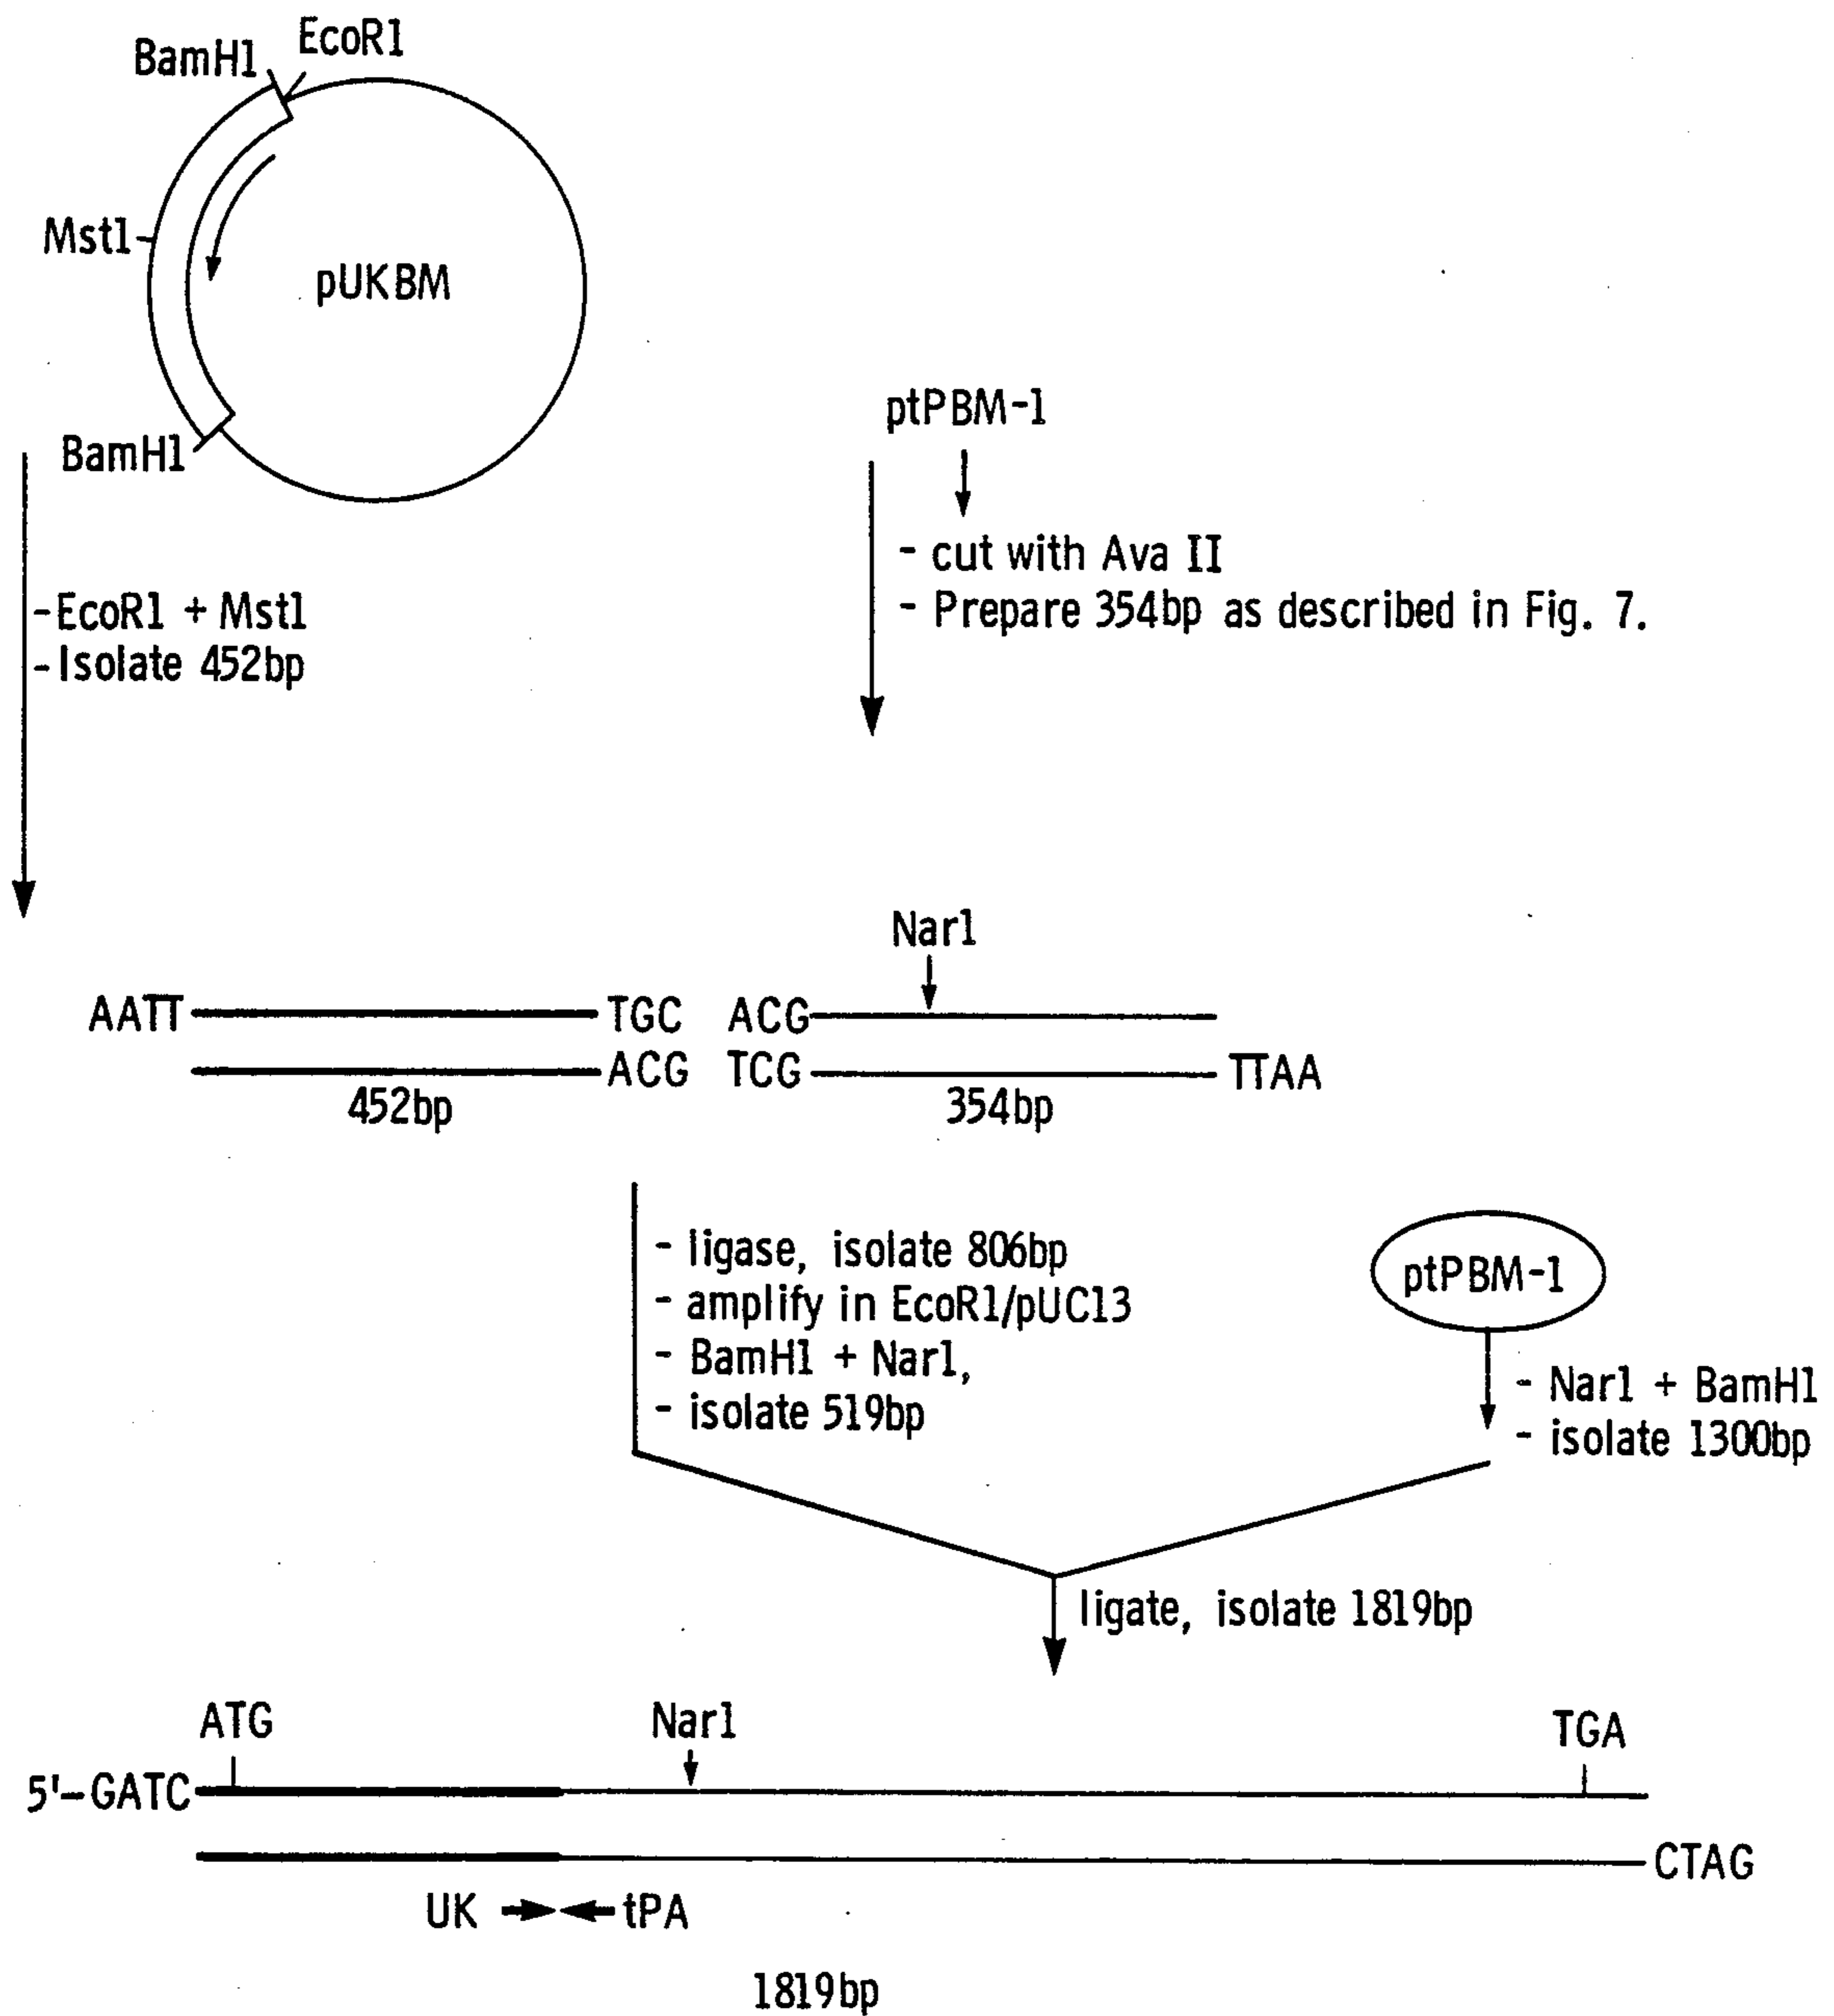 BamH1
EcoR1
Mst1
pUKBM
BamH1
ptPBM-1
- cut with Ava II
- Prepare 354bp as described in Fig. 7.
-EcoR1 + Mst1
-Isolate 452bp
Nar1
AATT
TGC
ACG
ACG
TCG
TTAA
452bp
354bp
- ligase, isolate 806bp
- amplify in EcoR1/pUC13
- BamH1 + Nar1,
- isolate 519bp
ptPBM-1
- Nar1 + BamH1
- isolate 1300bp
ligate, isolate 1819bp
ATG
Nar1
TGA
5'-GATC
CTAG
UK
tPA
1819bp